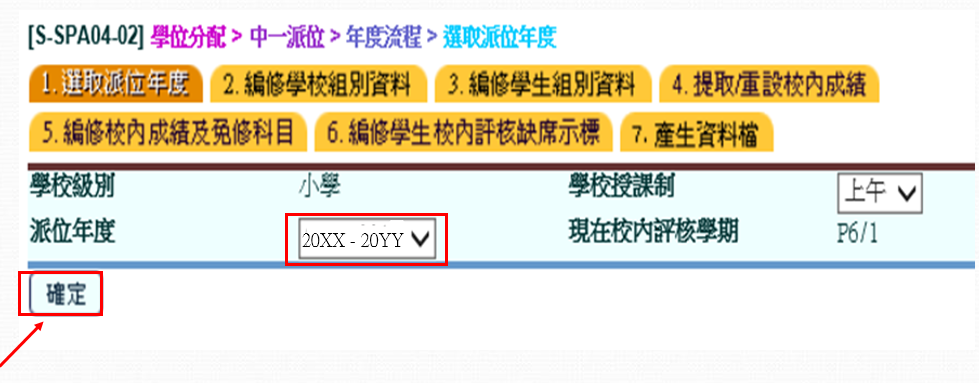 [S-SPA04-02] 學位分配 > 中一派位 > 年度流程 > 選取派位年度
1. 選取派位年度 2. 編修學校組別資料 3. 編修學生組別資料 4. 提取/重設校內成績
5. 編修校內成績及免修科目 6. 編修學生校內評核缺席示標 7. 產生資料檔
學校級別 小學 學校授課制 上午
派位年度 20XX - 20YY 現在校內評核學期 P6/1
確定